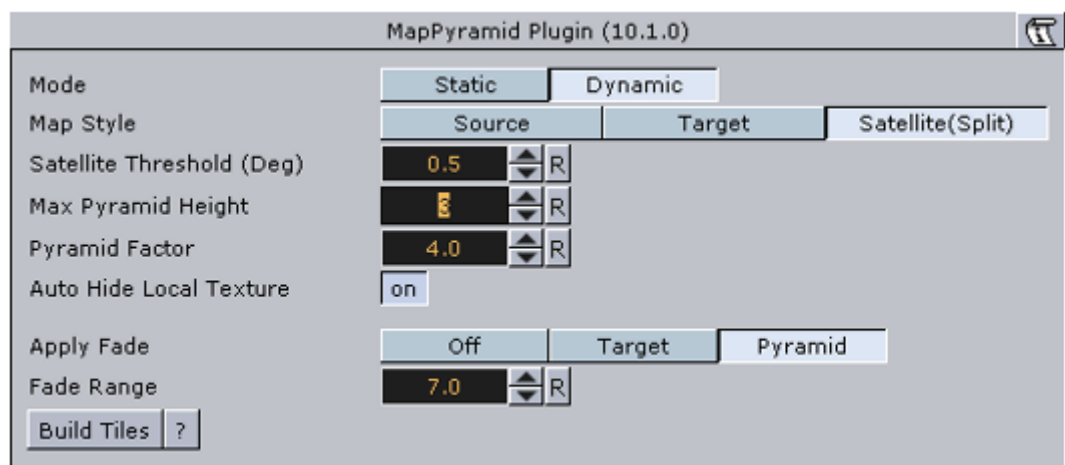 MapPyramid Plugin (10.1.0)
Mode Static Dynamic
Map Style Source Target Satellite(Split)
Satellite Threshold (Deg) 0.5 R
Max Pyramid Height 3 R
Pyramid Factor 4.0 R
Auto Hide Local Texture on
Apply Fade Off Target Pyramid
Fade Range 7.0 R
Build Tiles ?